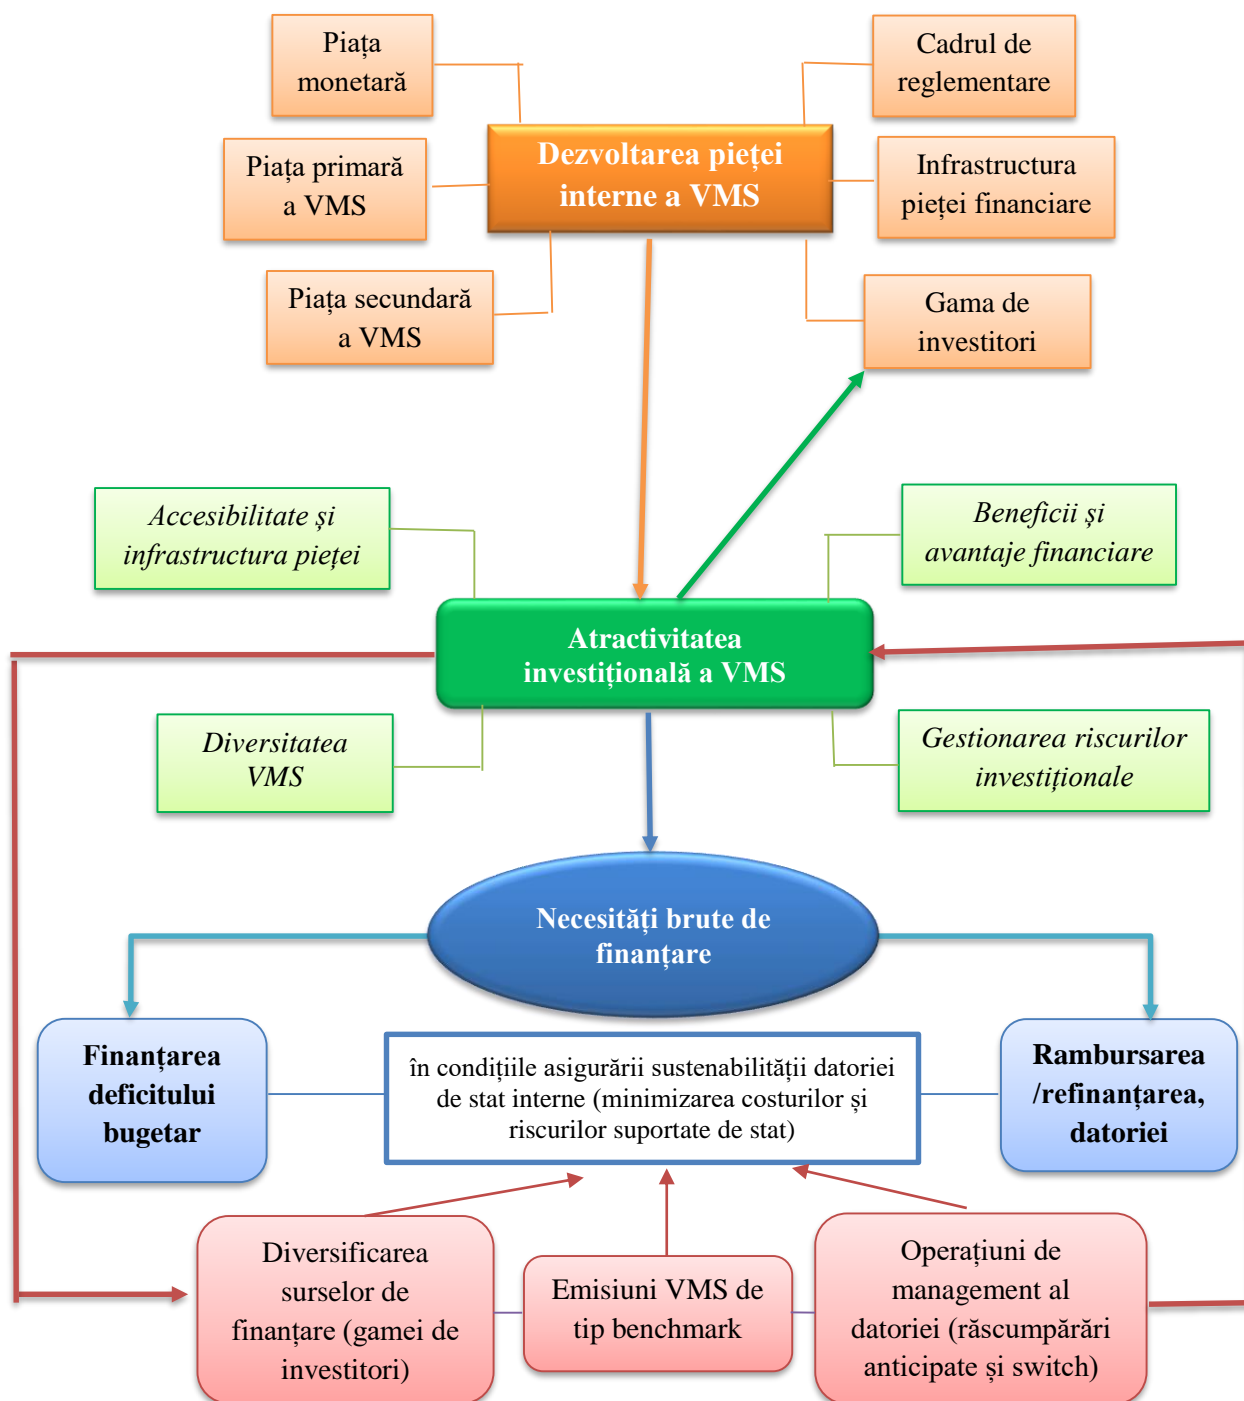 Piața
monetară
Cadrul de
reglementare
Dezvoltarea pieței
interne a VMS
Piața primară
a VMS
Infrastructura
pieței financiare
Piața secundară
a VMS
Gama de
investitori
Accesibilitate și
infrastructura pieței
Beneficii și
avantaje financiare
Atractivitatea
investițională a VMS
Diversitatea
VMS
Gestionarea riscurilor
investiționale
Necesități brute de
finanțare
Finanțarea
deficitului
bugetar
în condițiile asigurării sustenabilității datoriei
de stat interne (minimizarea costurilor și
riscurilor suportate de stat)
Rambursarea
/refinanțarea,
datoriei
Diversificarea
surselor de
finanțare (gamei de
investitori)
Emisiuni VMS de
tip benchmark
Operațiuni de
management al
datoriei (răscumpărări
anticipate și switch)